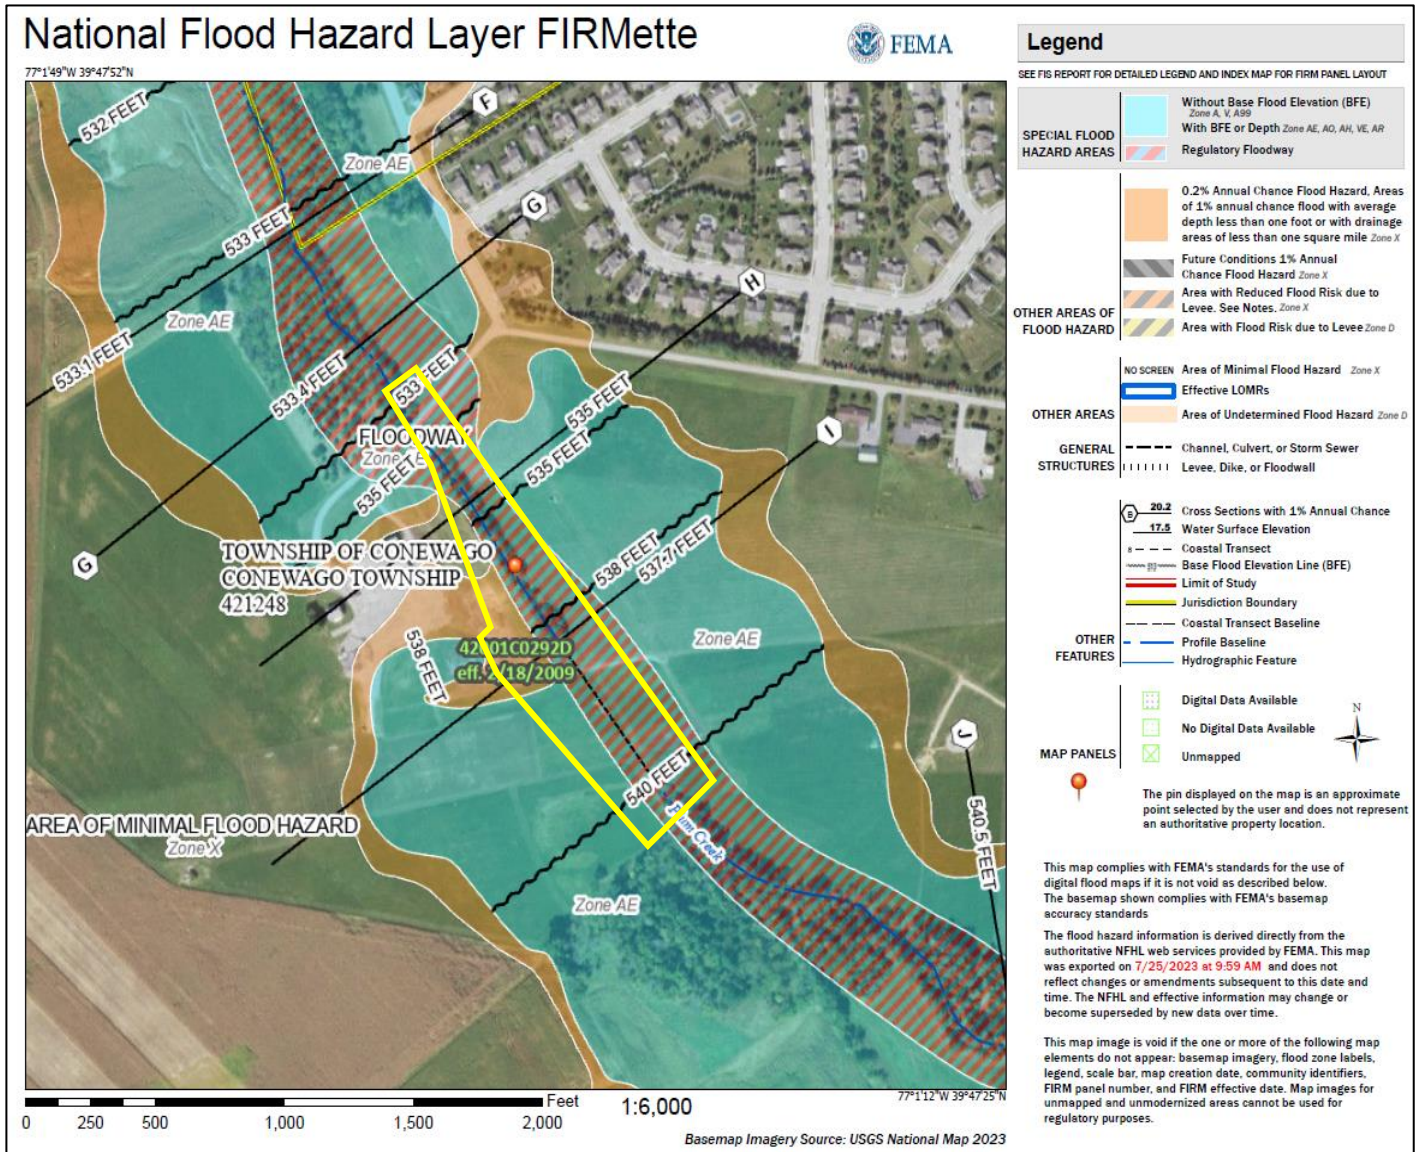 National Flood Hazard Layer FIRMette
FEMA
77°1'49"W 39°47'52"N
532 FEET
F
Zone AE
G
533 FEET
H
Zone AE
533.1 FEET
533.4 FEET
533 FEET
535 FEET
I
FLOODWAY
Zone AE
535 FEET
535 FEET
G
TOWNSHIP OF CONEWAGO
CONEWAGO TOWNSHIP
421248
538 FEET
537.7 FEET
Zone AE
42001C0292D
eff. 2/18/2009
538 FEET
J
540 FEET
540.5 FEET
Plum Creek
AREA OF MINIMAL FLOOD HAZARD
Zone X
Zone AE
77°1'12"W 39°47'25"N
Feet
1:6,000
0 250 500 1,000 1,500 2,000
Basemap Imagery Source: USGS National Map 2023
Legend
SEE FIS REPORT FOR DETAILED LEGEND AND INDEX MAP FOR FIRM PANEL LAYOUT
SPECIAL FLOOD
HAZARD AREAS
Without Base Flood Elevation (BFE)
Zone A, V, A99
With BFE or Depth Zone AE, AO, AH, VE, AR
Regulatory Floodway
0.2% Annual Chance Flood Hazard, Areas
of 1% annual chance flood with average
depth less than one foot or with drainage
areas of less than one square mile Zone X
Future Conditions 1% Annual
Chance Flood Hazard Zone X
Area with Reduced Flood Risk due to
Levee. See Notes. Zone X
Area with Flood Risk due to Levee Zone D
OTHER AREAS OF
FLOOD HAZARD
NO SCREEN Area of Minimal Flood Hazard Zone X
Effective LOMRs
OTHER AREAS
Area of Undetermined Flood Hazard Zone D
GENERAL
STRUCTURES
Channel, Culvert, or Storm Sewer
Levee, Dike, or Floodwall
B 20.2 Cross Sections with 1% Annual Chance
17.5 Water Surface Elevation
8 Coastal Transect
513 Base Flood Elevation Line (BFE)
Limit of Study
Jurisdiction Boundary
Coastal Transect Baseline
OTHER
FEATURES
Profile Baseline
Hydrographic Feature
Digital Data Available
No Digital Data Available
N
MAP PANELS
Unmapped
The pin displayed on the map is an approximate
point selected by the user and does not represent
an authoritative property location.
This map complies with FEMA's standards for the use of
digital flood maps if it is not void as described below.
The basemap shown complies with FEMA's basemap
accuracy standards
The flood hazard information is derived directly from the
authoritative NFHL web services provided by FEMA. This map
was exported on 7/25/2023 at 9:59 AM and does not
reflect changes or amendments subsequent to this date and
time. The NFHL and effective information may change or
become superseded by new data over time.
This map image is void if the one or more of the following map
elements do not appear: basemap imagery, flood zone labels,
legend, scale bar, map creation date, community identifiers,
FIRM panel number, and FIRM effective date. Map images for
unmapped and unmodernized areas cannot be used for
regulatory purposes.